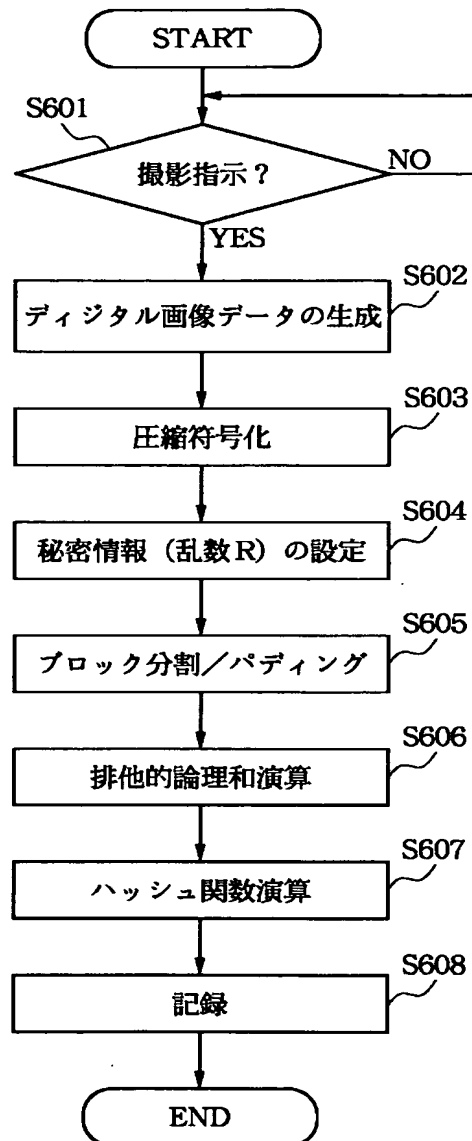 START
S601
撮影指示?
NO
YES
S602
ディジタル画像データの生成
S603
圧縮符号化
S604
秘密情報(乱数R)の設定
S605
ブロック分割/パディング
S606
排他的論理和演算
S607
ハッシュ関数演算
S608
記録
END